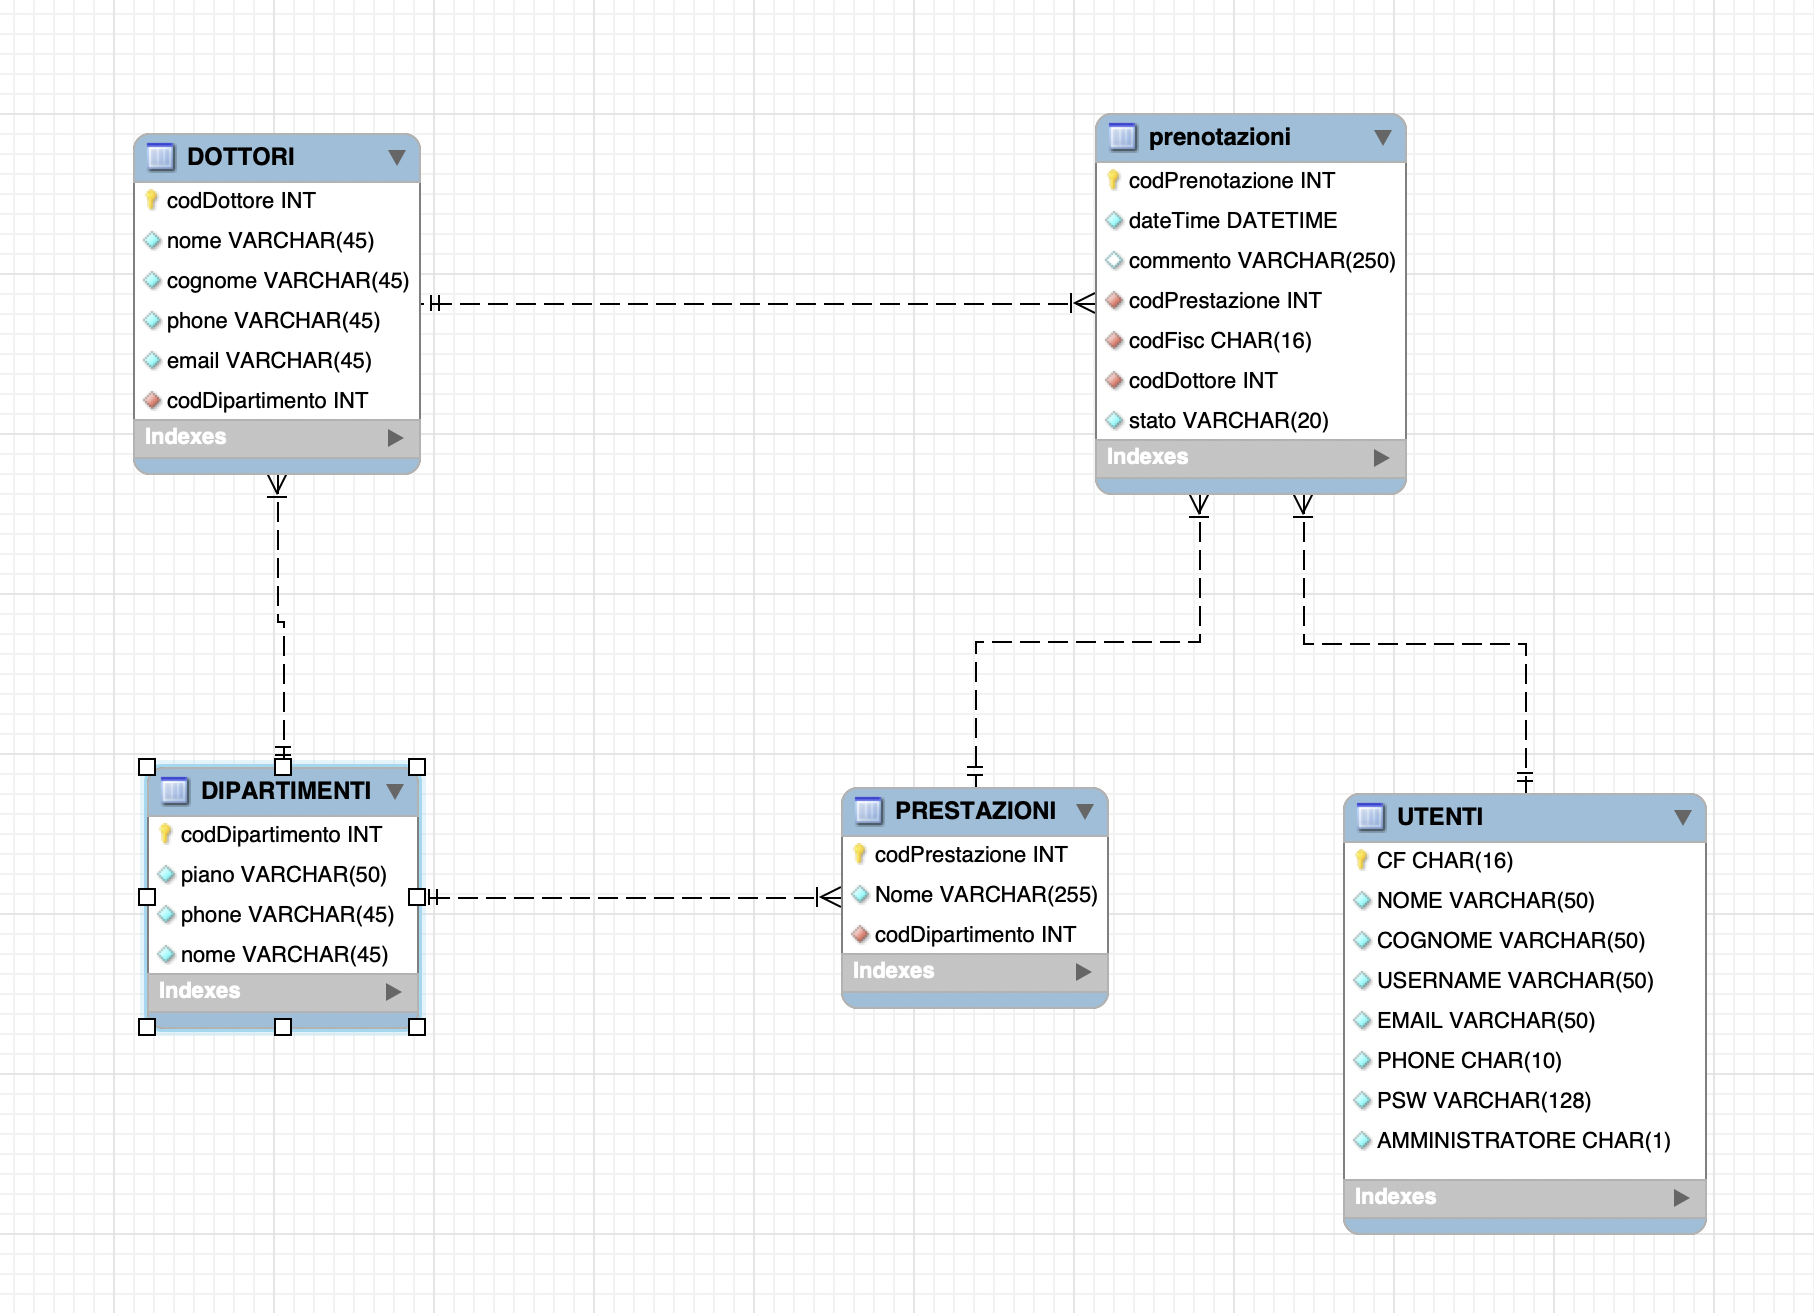 DOTTORI
codDottore INT
nome VARCHAR(45)
cognome VARCHAR(45)
phone VARCHAR(45)
email VARCHAR(45)
codDipartimento INT
Indexes
prenotazioni
codPrenotazione INT
dateTime DATETIME
commento VARCHAR(250)
codPrestazione INT
codFisc CHAR(16)
codDottore INT
stato VARCHAR(20)
Indexes
DIPARTIMENTI
codDipartimento INT
piano VARCHAR(50)
phone VARCHAR(45)
nome VARCHAR(45)
Indexes
PRESTAZIONI
codPrestazione INT
Nome VARCHAR(255)
codDipartimento INT
Indexes
UTENTI
CF CHAR(16)
NOME VARCHAR(50)
COGNOME VARCHAR(50)
USERNAME VARCHAR(50)
EMAIL VARCHAR(50)
PHONE CHAR(10)
PSW VARCHAR(128)
AMMINISTRATORE CHAR(1)
Indexes